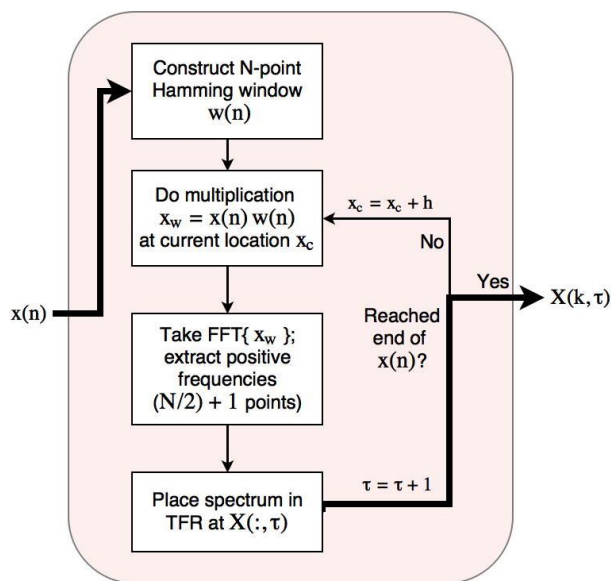 Construct N-point
Hamming window
w(n)
Do multiplication
x_w = x(n) w(n)
at current location x_c
x_c = x_c + h
No
Yes
X(k, τ)
x(n)
Reached
end of
x(n)?
Take FFT{ x_w };
extract positive
frequencies
(N/2) + 1 points)
τ = τ + 1
Place spectrum in
TFR at X(:, τ)